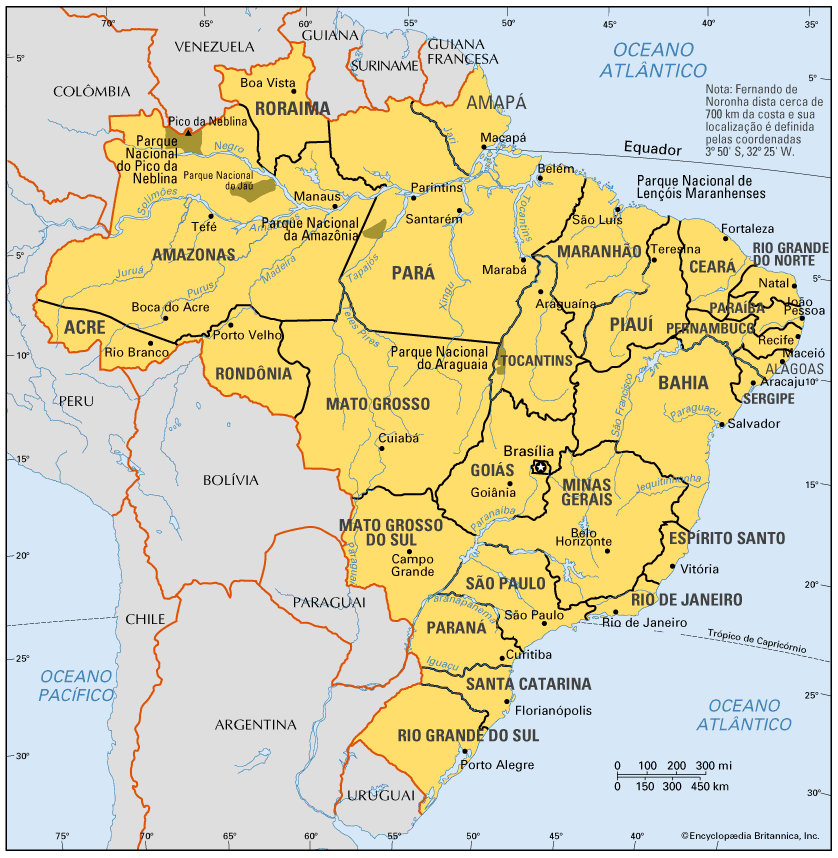 70°
65°
60°
55°
50°
45°
40°
35°
GUIANA
VENEZUELA
GUIANA
FRANCESA
SURINAME
OCEANO
ATLÂNTICO
5°
5°
COLÔMBIA
Boa Vista
RORAIMA
AMAPÁ
Nota: Fernando de
Noronha dista cerca de
700 km da costa e sua
localização é definida
pelas coordenadas
3° 50' S, 32° 25' W.
Pico da Neblina
Parque
Nacional
do Pico da
Neblina
Negro
Jari
Macapá
Equador
Parque Nacional
do Jaú
Belém
Parque Nacional de
Lençóis Maranhenses
Solimões
Manaus
Parintins
Tocantins
São Luís
Tefé
Parque Nacional
da Amazônia
Santarém
Fortaleza
AMAZONAS
MARANHÃO
Teresina
RIO GRANDE
DO NORTE
5°
5°
Juruá
Purus
Madeira
Tapajós
PARÁ
Xingu
Marabá
CEARÁ
Natal
Araguaína
João
Pessoa
PARAÍBA
Boca do Acre
ACRE
Porto Velho
Teles Pires
PIAUÍ
PERNAMBUCO
Recife
Rio Branco
Parque Nacional
do Araguaia
TOCANTINS
Maceió
ALAGOAS
10°
10°
RONDÔNIA
MATO GROSSO
BAHIA
São Francisco
Aracaju
SERGIPE
PERU
Paraguaçu
Salvador
Cuiabá
Brasília
15°
15°
BOLÍVIA
GOIÁS
Goiânia
MINAS
GERAIS
Jequitinhonha
Paranaíba
MATO GROSSO
DO SUL
Belo
Horizonte
ESPÍRITO SANTO
20°
20°
Paraguai
Campo
Grande
Vitória
SÃO PAULO
PARAGUAI
Paranapanema
São Paulo
RIO DE JANEIRO
Rio de Janeiro
CHILE
PARANÁ
Trópico de Capricórnio
25°
25°
Iguaçu
Curitiba
OCEANO
PACÍFICO
SANTA CATARINA
Florianópolis
OCEANO
ATLÂNTICO
ARGENTINA
RIO GRANDE DO SUL
30°
30°
Porto Alegre
0 100 200 300 mi
0 150 300 450 km
URUGUAI
75°
70°
65°
60°
55°
50°
45°
40°
©Encyclopædia Britannica, Inc.